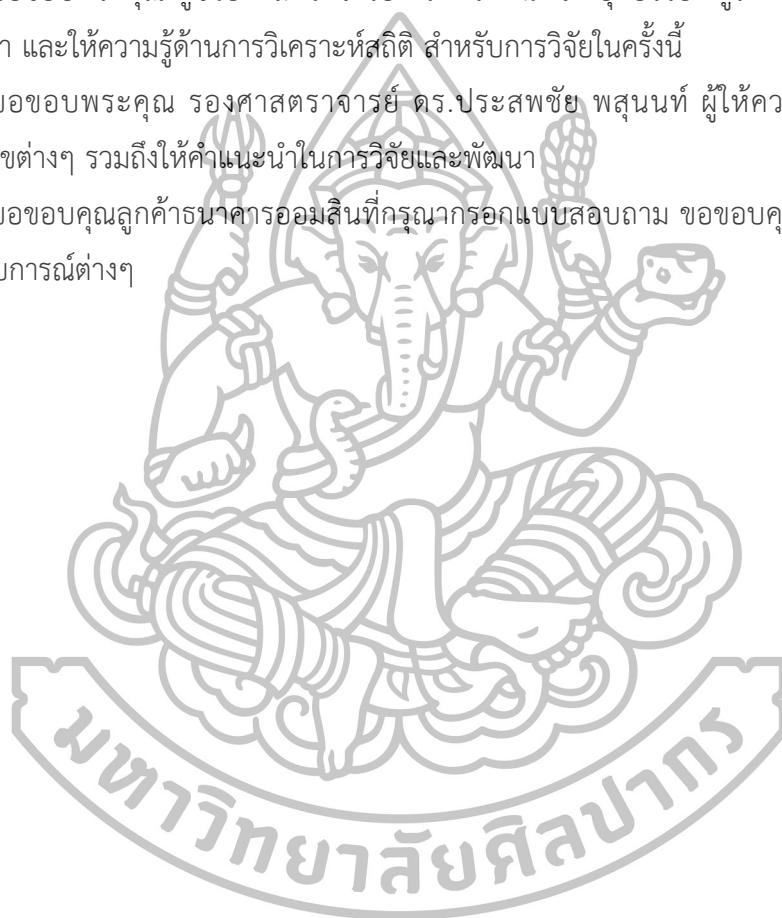 า และให้ความรู้ด้านการวิเคราะห์สถิติ สำหรับการวิจัยในครั้งนี้
ขอขอบพระคุณ รองศาสตราจารย์ ดร.ประสพชัย พสุนนท์ ผู้ให้คว
ขต่างๆ รวมถึงให้คำแนะนำในการวิจัยและพัฒนา
ขอขอบคุณลูกค้าธนาคารออมสินที่กรุณากรอกแบบสอบถาม ขอขอบคุ
บการณ์ต่างๆ
มหาวิทยาลัยศิลปากร